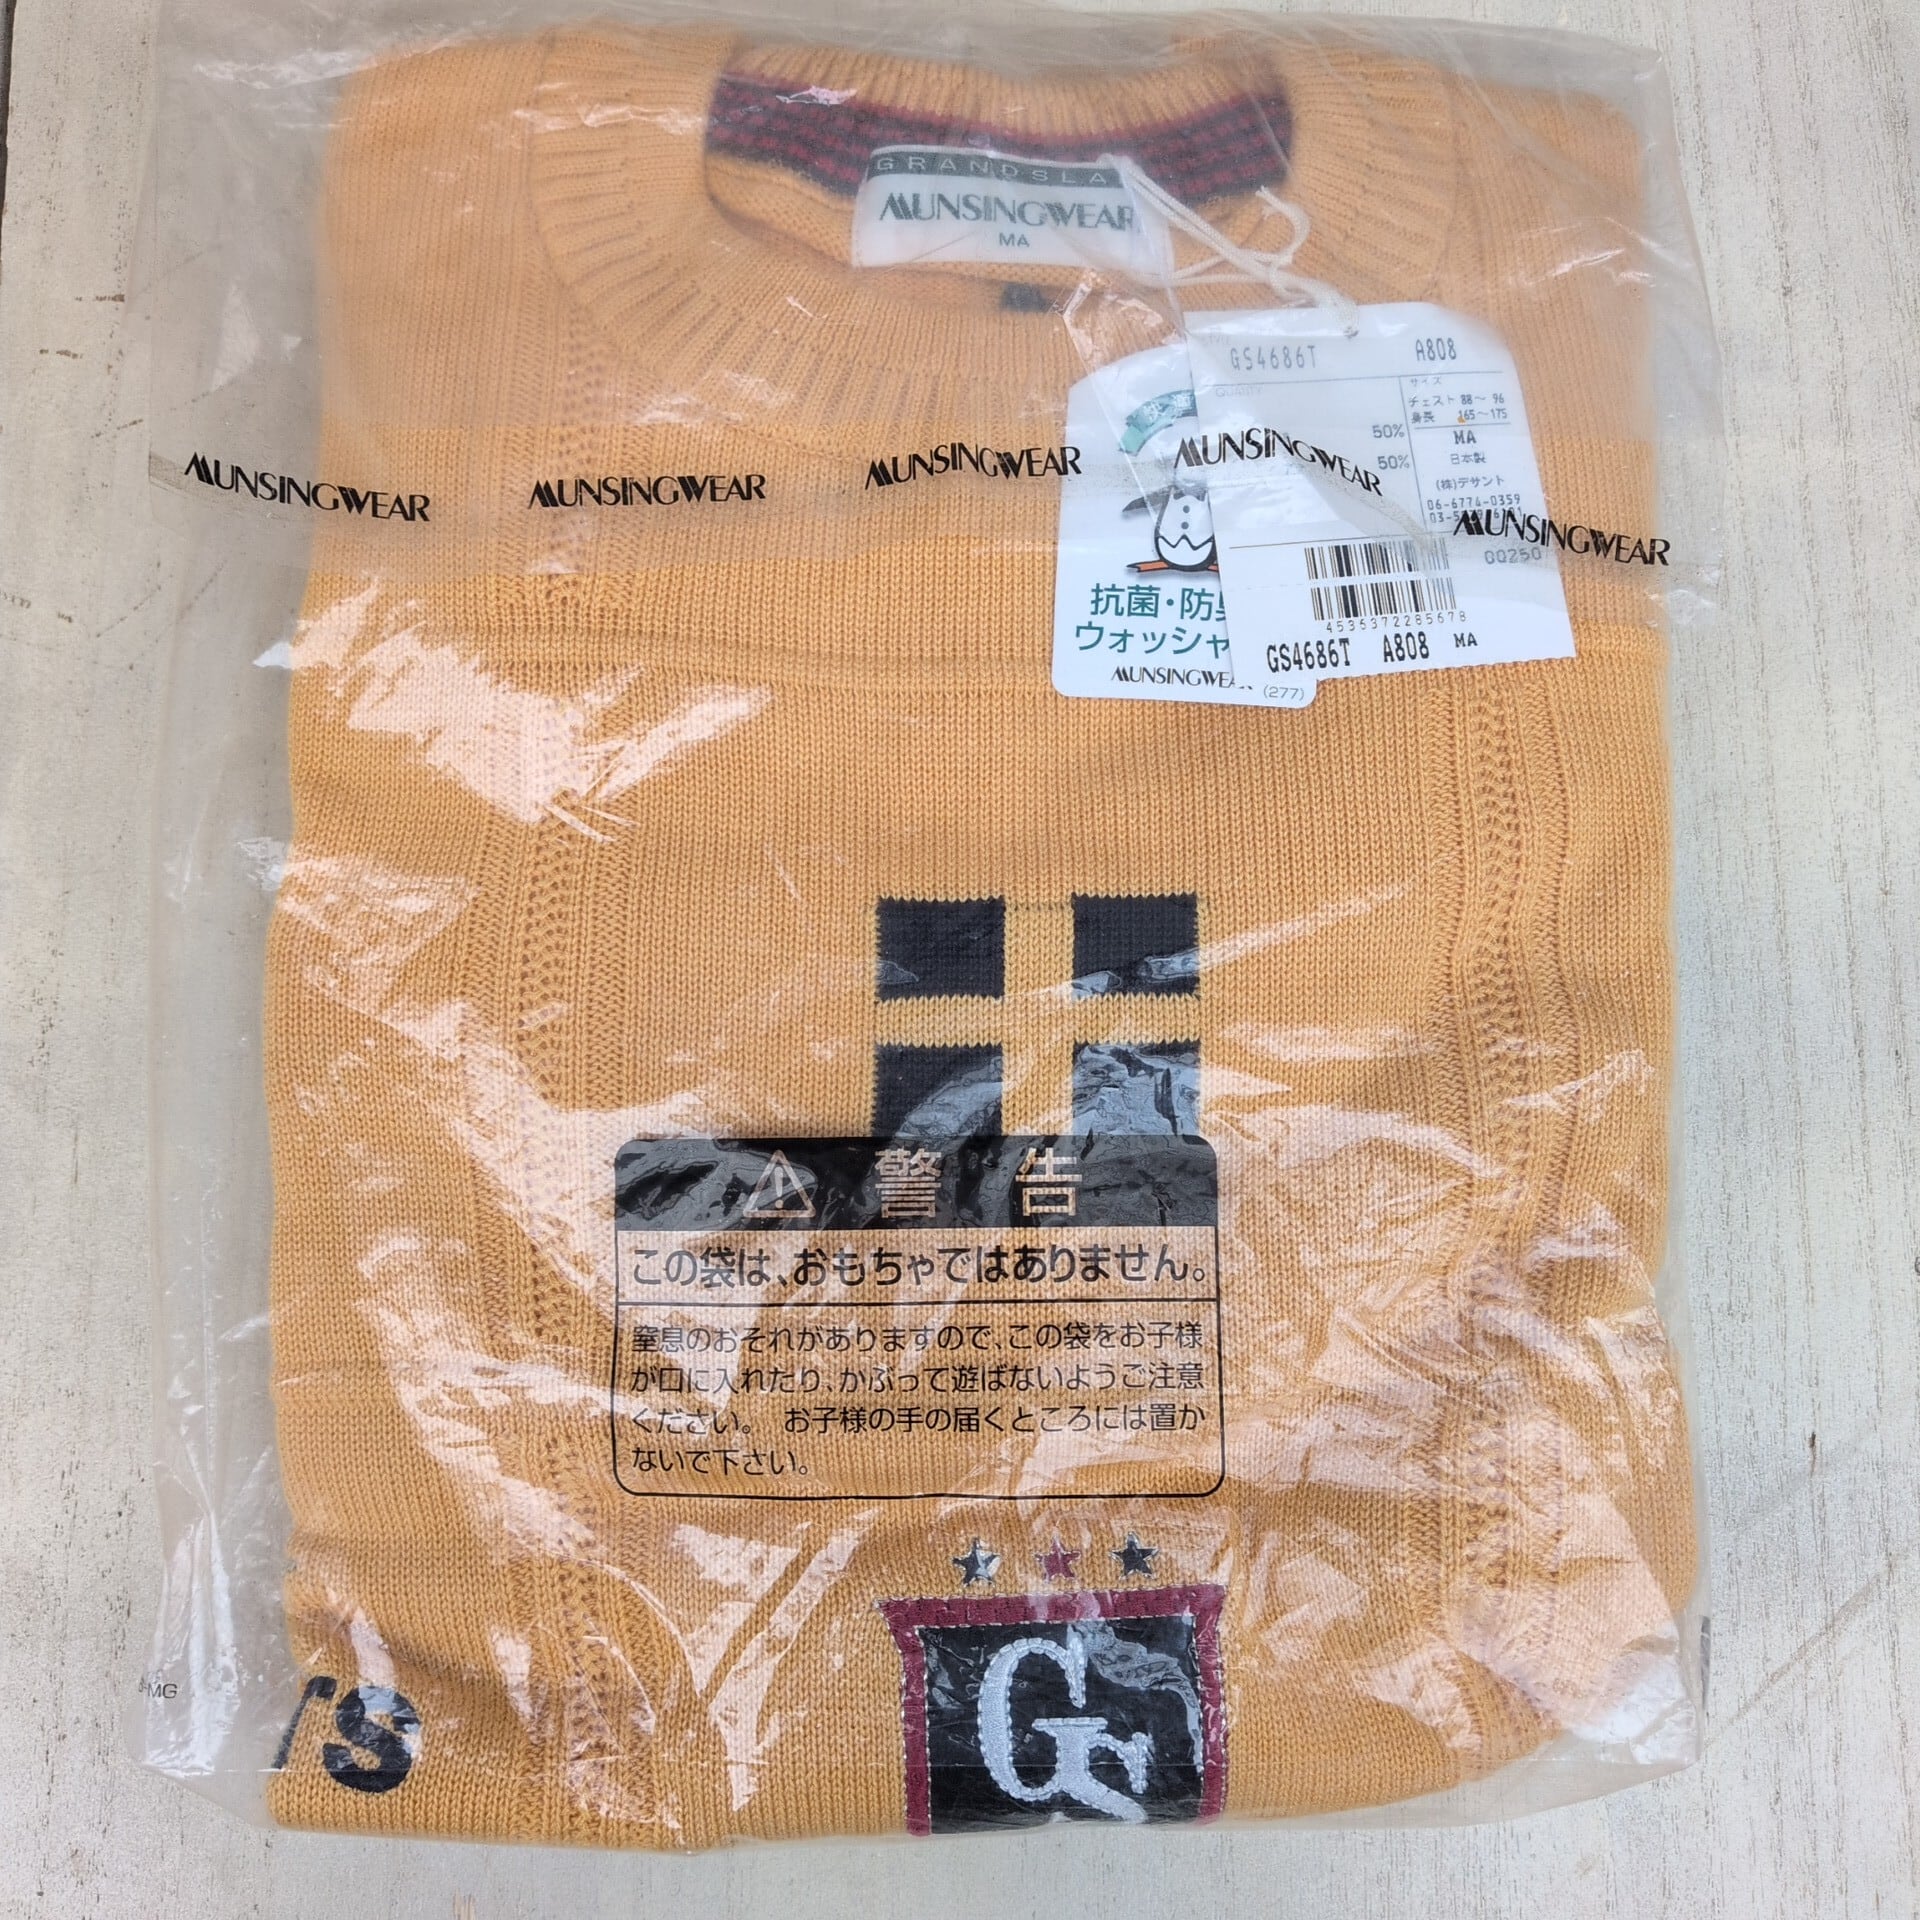 GRANDSLA
MUNSINGWEAR
MA
GS4686T A808
QUALITY
サイズ
チェスト 88〜96
身長 165〜175
50%
50%
MA
日本製
(株)デサント
06-6774-0359
00250
4536372285678
GS4686T A808 MA
抗菌・防臭
ウォッシャ
MUNSINGWEAR
(277)
MUNSINGWEAR MUNSINGWEAR MUNSINGWEAR MUNSINGWEAR MUNSINGWEAR
警告
この袋は、おもちゃではありません。
窒息のおそれがありますので、この袋をお子様
が口に入れたり、かぶって遊ばないようご注意
ください。 お子様の手の届くところには置か
ないで下さい。
-MG
rs
GS